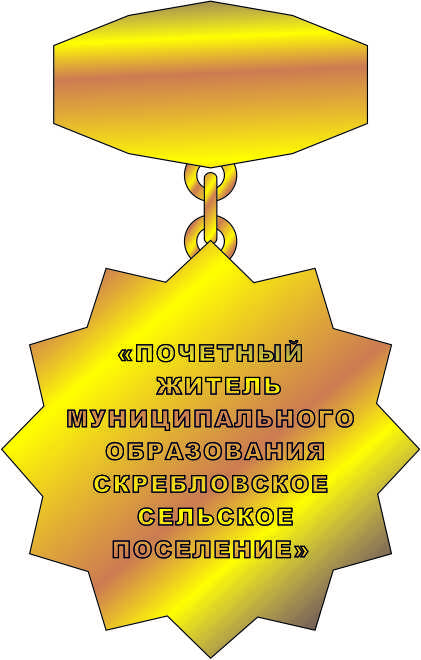 «ПОЧЕТНЫЙ
ЖИТЕЛЬ
МУНИЦИПАЛЬНОГО
ОБРАЗОВАНИЯ
СКРЕБЛОВСКОЕ
СЕЛЬСКОЕ
ПОСЕЛЕНИЕ»